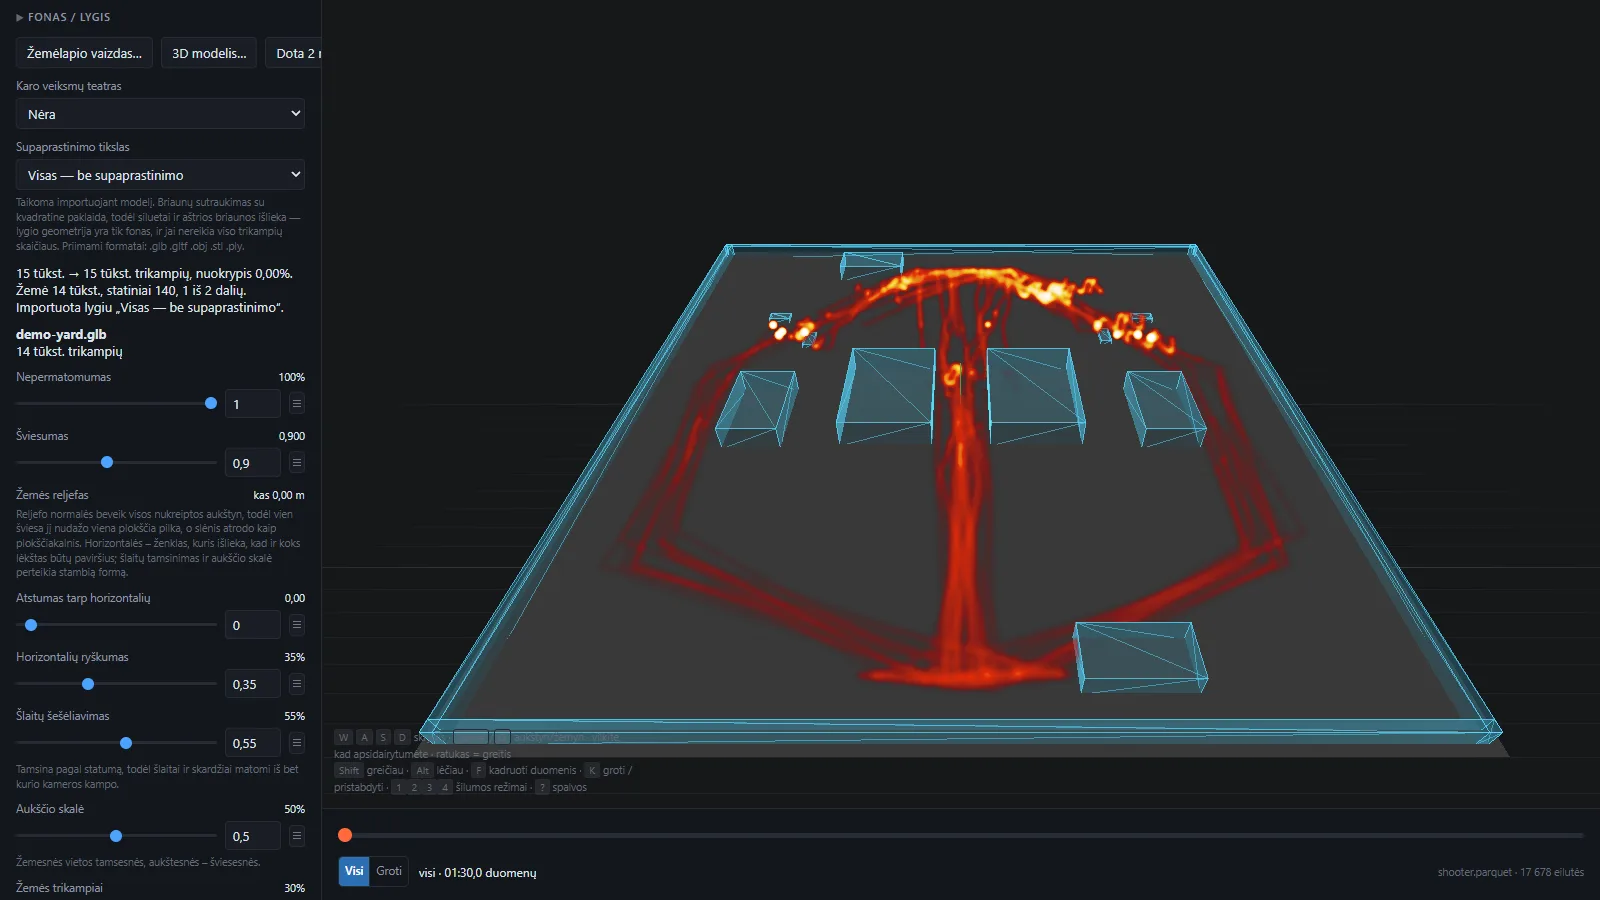 ▶ FONAS / LYGIS
Žemėlapio vaizdas...
3D modelis...
Dota 2
Karo veiksmų teatras
Nėra
Supaprastinimo tikslas
Visas — be supaprastinimo
Taikoma importuojant modelį. Briaunų sutraukimas su
kvadratine paklaida, todėl siluetai ir aštrios briaunos išlieka —
lygio geometrija yra tik fonas, ir jai nereikia viso trikampių
skaičiaus. Priimami formatai: .glb .gltf .obj .stl .ply.
15 tūkst. → 15 tūkst. trikampių, nuokrypis 0,00%.
Žemė 14 tūkst., statiniai 140, 1 iš 2 dalių.
Importuota lygiu „Visas — be supaprastinimo“.
demo-yard.glb
14 tūkst. trikampių
Nepermatomumas 100%
1
Šviesumas 0,900
0,9
Žemės reljefas kas 0,00 m
Reljefo normalės beveik visos nukreiptos aukštyn, todėl vien
šviesa jį nudažo viena plokščia pilka, o slėnis atrodo kaip
plokščiakalnis. Horizontalės – ženklas, kuris išlieka, kad ir koks
lėkštas būtų paviršius; šlaitų tamsinimas ir aukščio skalė
perteikia stambią formą.
Atstumas tarp horizontalių 0,00
0
Horizontalių ryškumas 35%
0,35
Šlaitų šešėliavimas 55%
0,55
Tamsina pagal statumą, todėl šlaitai ir skardžiai matomi iš bet
kurio kameros kampo.
Aukščio skalė 50%
0,5
Žemesnės vietos tamsesnės, aukštesnės – šviesesnės.
Žemės trikampiai 30%
W A S D aukštyn/žemyn · vilkite
kad apsidairytumėte · ratukas = greitis
Shift greičiau · Alt lėčiau · F kadruoti duomenis · K groti /
pristabdyti · 1 2 3 4 šilumos režimai · ? spalvos
Visi Groti visi · 01:30,0 duomenų
shooter.parquet · 17 678 eilutės